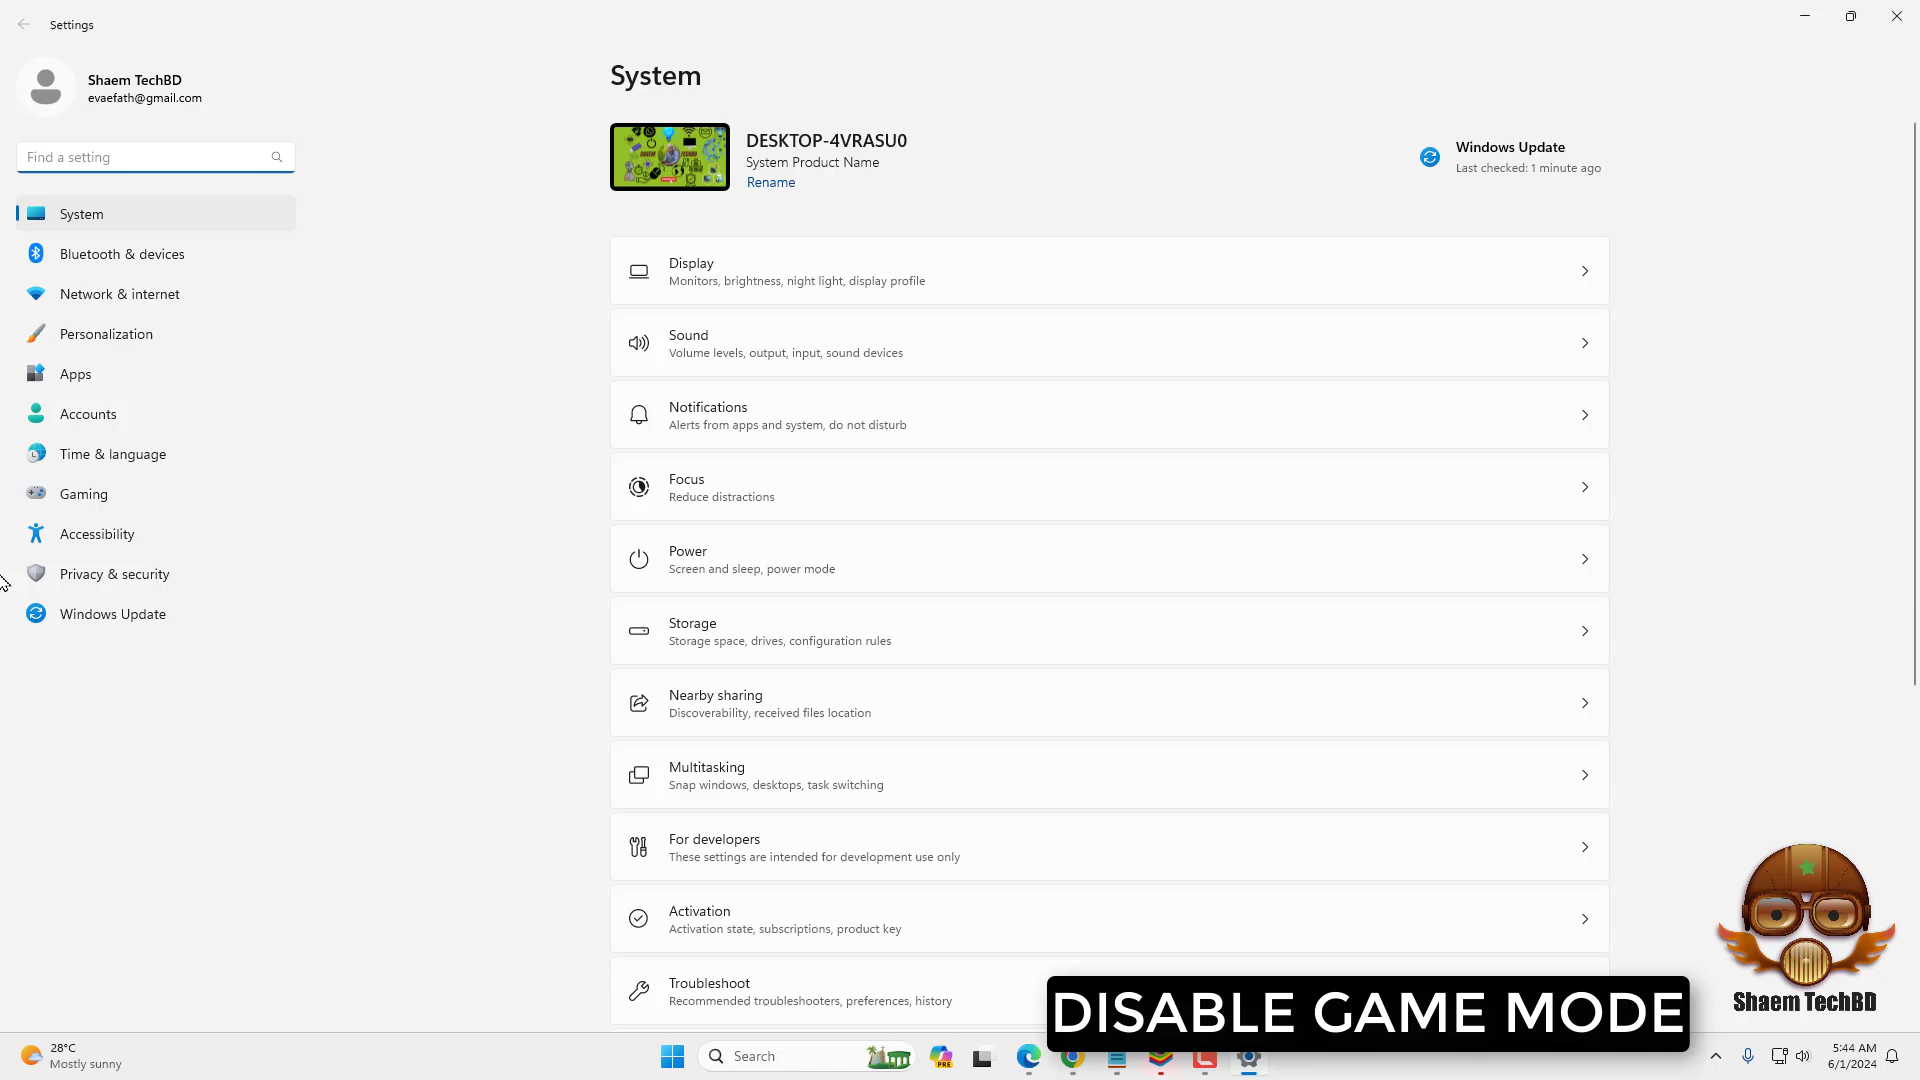 Settings
Shaem TechBD
evaefath@gmail.com
Find a setting
System
Bluetooth & devices
Network & internet
Personalization
Apps
Accounts
Time & language
Gaming
Accessibility
Privacy & security
Windows Update
System
DESKTOP-4VRASU0
System Product Name
Rename
Windows Update
Last checked: 1 minute ago
Display
Monitors, brightness, night light, display profile
Sound
Volume levels, output, input, sound devices
Notifications
Alerts from apps and system, do not disturb
Focus
Reduce distractions
Power
Screen and sleep, power mode
Storage
Storage space, drives, configuration rules
Nearby sharing
Discoverability, received files location
Multitasking
Snap windows, desktops, task switching
For developers
These settings are intended for development use only
Activation
Activation state, subscriptions, product key
Troubleshoot
Recommended troubleshooters, preferences, history
DISABLE GAME MODE
Shaem TechBD
28°C
Mostly sunny
Search
PRE
5:44 AM
6/1/2024